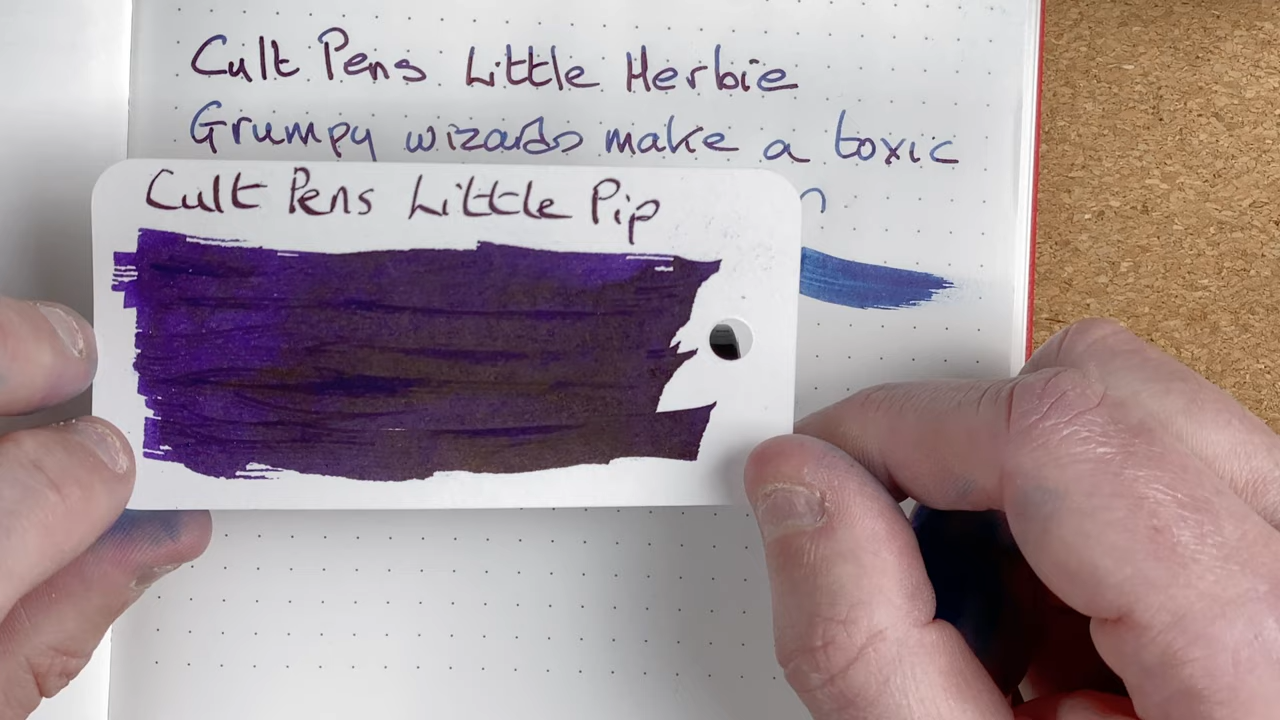 Cult Pens Little Herbie
Grumpy wizards make a toxic
Cult Pens Little Pip